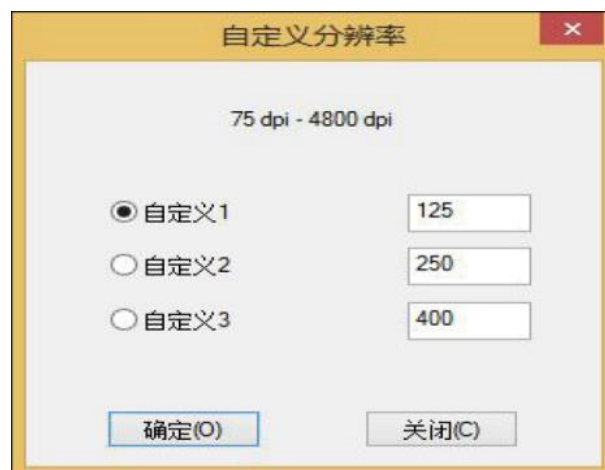 自定义分辨率
75 dpi - 4800 dpi
自定义1 125
自定义2 250
自定义3 400
确定(O) 关闭(C)